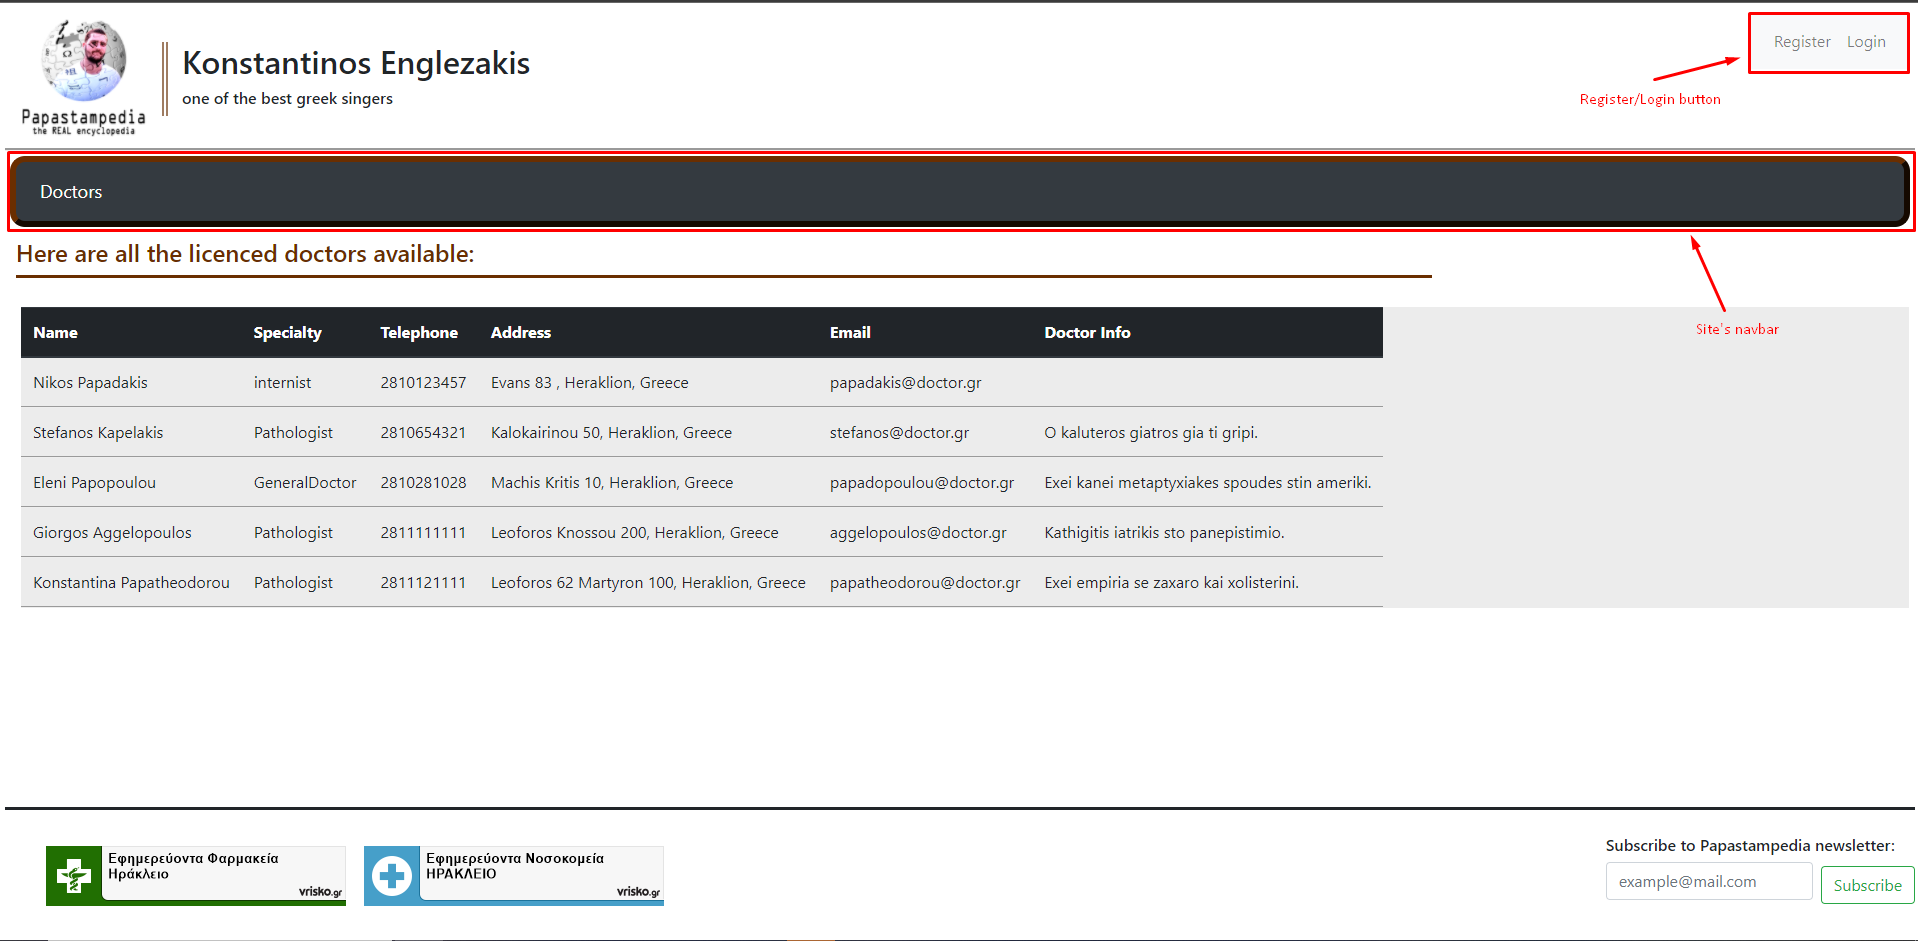 Papastampedia
the REAL encyclopedia
Konstantinos Englezakis
one of the best greek singers
Register Login
Register/Login button
Doctors
Here are all the licenced doctors available:
Site's navbar
Name Specialty Telephone Address Email Doctor Info
Nikos Papadakis internist 2810123457 Evans 83 , Heraklion, Greece papadakis@doctor.gr
Stefanos Kapelakis Pathologist 2810654321 Kalokairinou 50, Heraklion, Greece stefanos@doctor.gr O kaluteros giatros gia ti gripi.
Eleni Papopoulou GeneralDoctor 2810281028 Machis Kritis 10, Heraklion, Greece papadopoulou@doctor.gr Exei kanei metaptyxiakes spoudes stin ameriki.
Giorgos Aggelopoulos Pathologist 2811111111 Leoforos Knossou 200, Heraklion, Greece aggelopoulos@doctor.gr Kathigitis iatrikis sto panepistimio.
Konstantina Papatheodorou Pathologist 2811121111 Leoforos 62 Martyron 100, Heraklion, Greece papatheodorou@doctor.gr Exei empiria se zaxaro kai xolisterini.
Εφημερεύοντα Φαρμακεία
Ηράκλειο
vrisko.gr
Εφημερεύοντα Νοσοκομεία
ΗΡΑΚΛΕΙΟ
vrisko.gr
Subscribe to Papastampedia newsletter:
example@mail.com
Subscribe